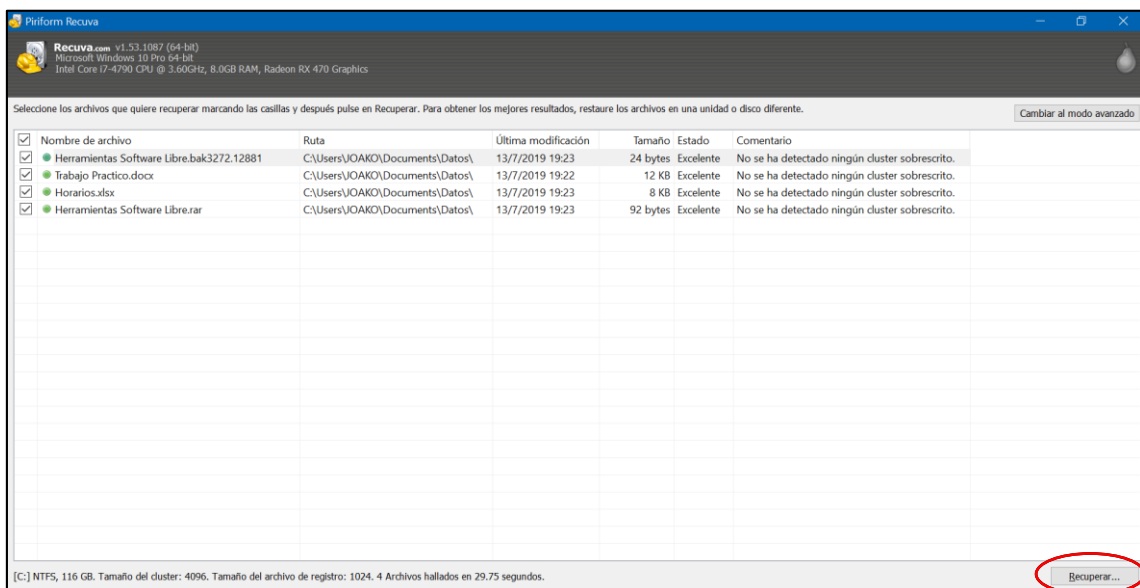 Piriform Recuva
Recuva.com v1.53.1087 (64-bit)
Microsoft Windows 10 Pro 64-bit
Intel Core i7-4790 CPU @ 3.60GHz, 8.0GB RAM, Radeon RX 470 Graphics
Seleccione los archivos que quiere recuperar marcando las casillas y después pulse en Recuperar. Para obtener los mejores resultados, restaure los archivos en una unidad o disco diferente.
Cambiar al modo avanzado
Nombre de archivo Ruta Última modificación Tamaño Estado Comentario
Herramientas Software Libre.bak3272.12881 C:\Users\JOAKO\Documents\Datos\ 13/7/2019 19:23 24 bytes Excelente No se ha detectado ningún cluster sobrescrito.
Trabajo Practico.docx C:\Users\JOAKO\Documents\Datos\ 13/7/2019 19:22 12 KB Excelente No se ha detectado ningún cluster sobrescrito.
Horarios.xlsx C:\Users\JOAKO\Documents\Datos\ 13/7/2019 19:23 8 KB Excelente No se ha detectado ningún cluster sobrescrito.
Herramientas Software Libre.rar C:\Users\JOAKO\Documents\Datos\ 13/7/2019 19:23 92 bytes Excelente No se ha detectado ningún cluster sobrescrito.
[C:] NTFS, 116 GB. Tamaño del cluster: 4096. Tamaño del archivo de registro: 1024. 4 Archivos hallados en 29.75 segundos.
Recuperar...